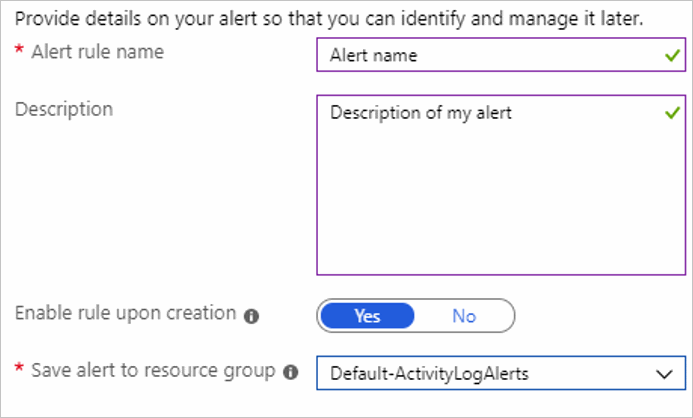 Provide details on your alert so that you can identify and manage it later.
* Alert rule name
Alert name
Description
Description of my alert
Enable rule upon creation
Yes No
* Save alert to resource group
Default-ActivityLogAlerts